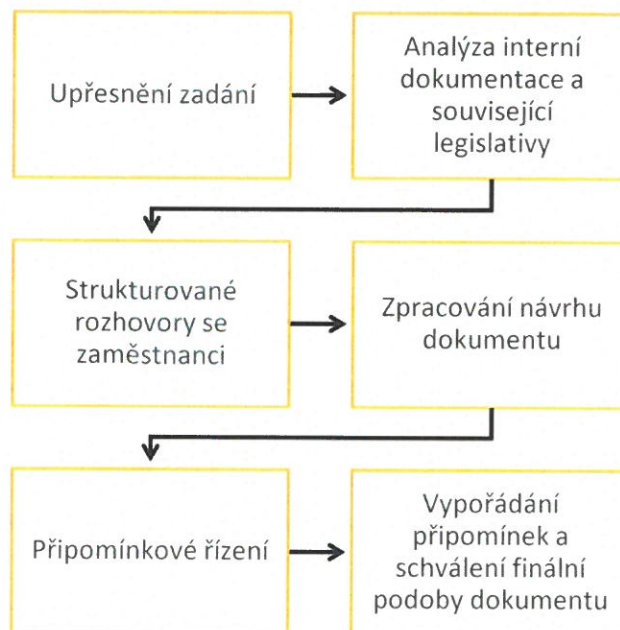 Upřesnění zadání
Analýza interní
dokumentace a
související
legislativy
Strukturované
rozhovory se
zaměstnanci
Zpracování návrhu
dokumentu
Připomínkové řízení
Vypořádání
připomínek a
schválení finální
podoby dokumentu